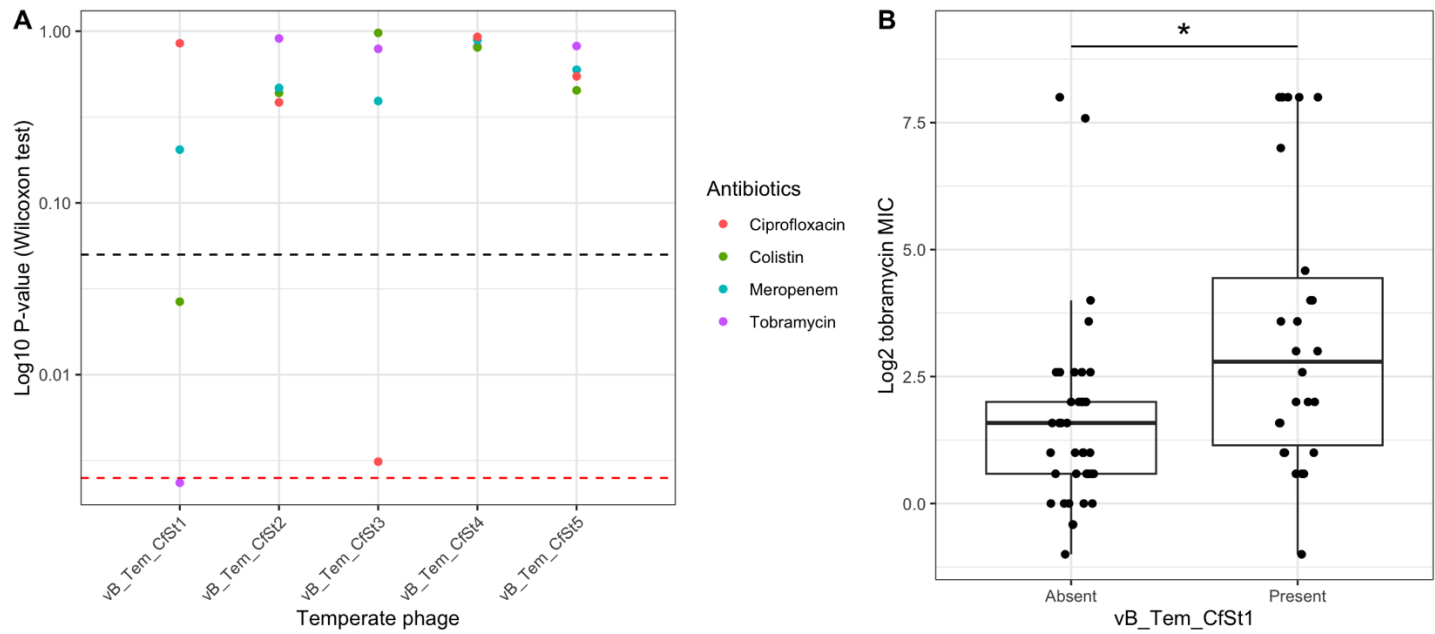 A
Log10 P-value (Wilcoxon test)
1.00
0.10
0.01
vB_Tem_CfSt1
vB_Tem_CfSt2
vB_Tem_CfSt3
vB_Tem_CfSt4
vB_Tem_CfSt5
Temperate phage
Antibiotics
Ciprofloxacin
Colistin
Meropenem
Tobramycin
B
*
Log2 tobramycin MIC
7.5
5.0
2.5
0.0
Absent
Present
vB_Tem_CfSt1